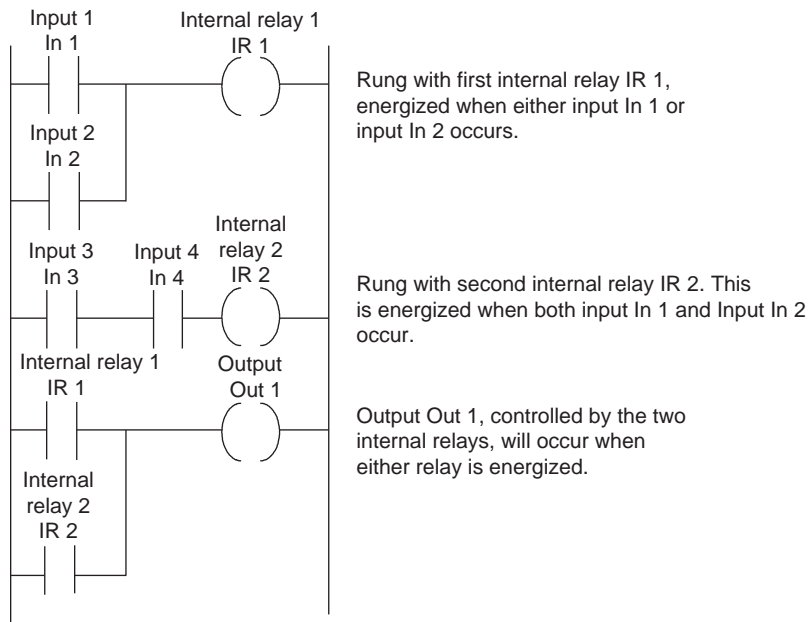 Input 1
In 1
Internal relay 1
IR 1
Rung with first internal relay IR 1,
energized when either input In 1 or
input In 2 occurs.
Input 2
In 2
Internal
relay 2
IR 2
Input 3
In 3
Input 4
In 4
Rung with second internal relay IR 2. This
is energized when both input In 1 and Input In 2
occur.
Internal relay 1
IR 1
Output
Out 1
Output Out 1, controlled by the two
internal relays, will occur when
either relay is energized.
Internal
relay 2
IR 2